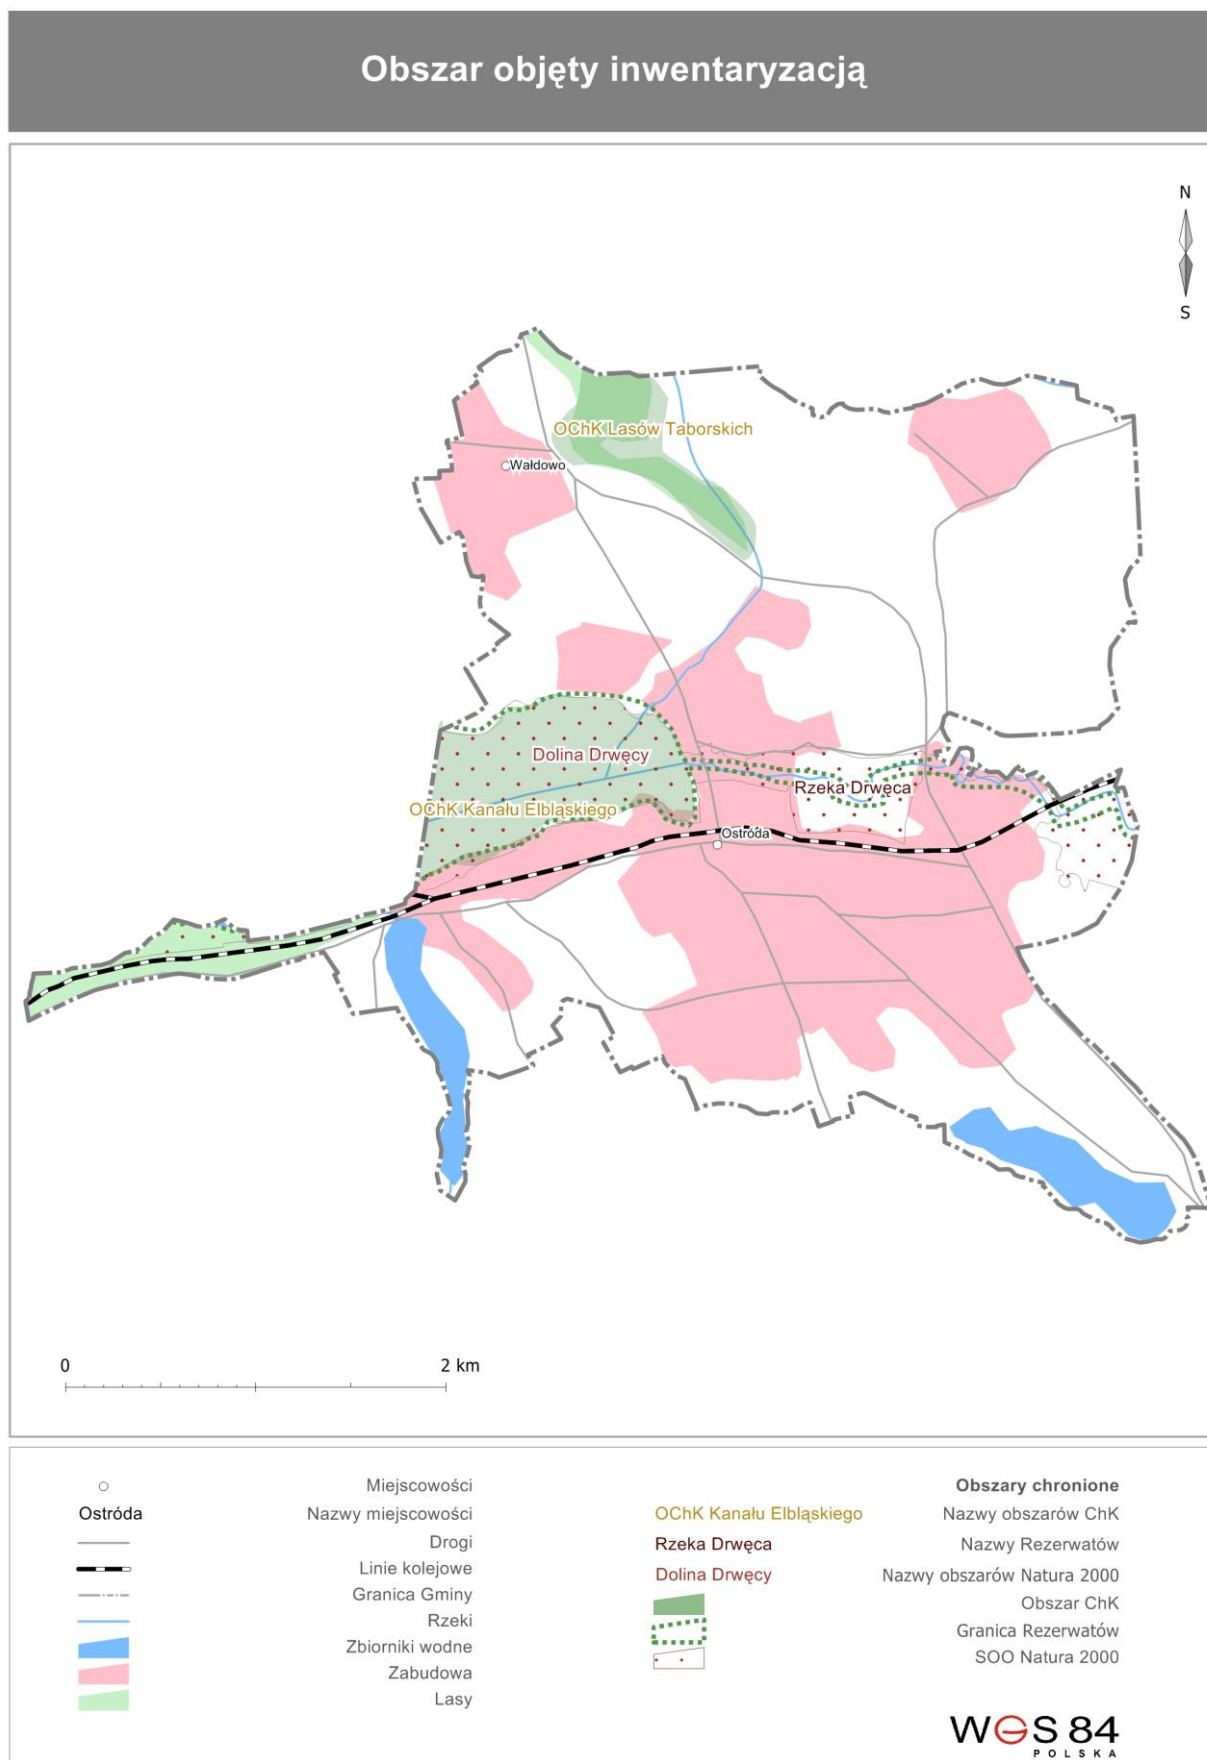 Obszar objęty inwentaryzacją
N
S
OChK Lasów Taborskich
Wałdowo
Dolina Drwęcy
Rzeka Drwęca
OChK Kanału Elbląskiego
Ostróda
0 2 km
Miejscowości
Ostróda Nazwy miejscowości
Drogi
Linie kolejowe
Granica Gminy
Rzeki
Zbiorniki wodne
Zabudowa
Lasy
Obszary chronione
OChK Kanału Elbląskiego Nazwy obszarów ChK
Rzeka Drwęca Nazwy Rezerwatów
Dolina Drwęcy Nazwy obszarów Natura 2000
Obszar ChK
Granica Rezerwatów
SOO Natura 2000
WGS 84
POLSKA